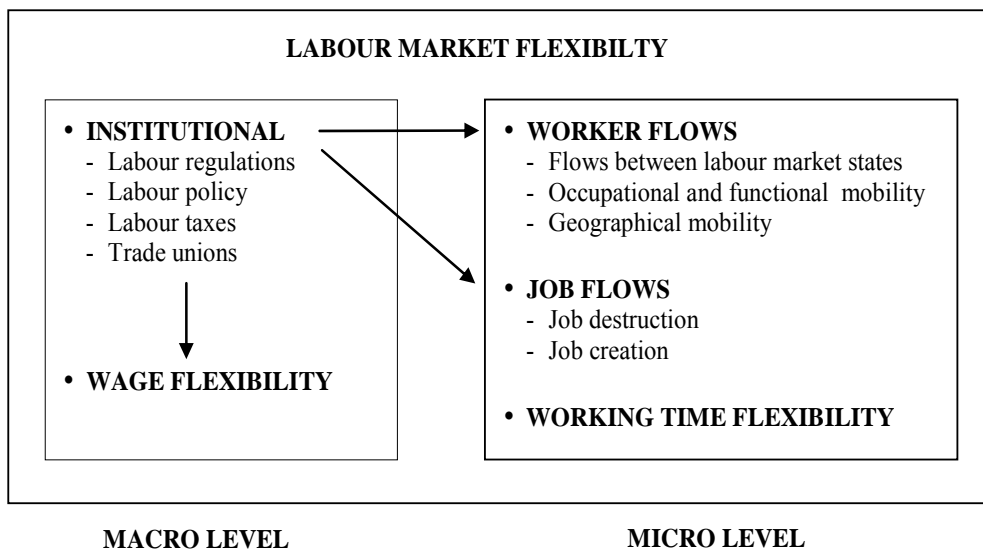 LABOUR MARKET FLEXIBILTY
• INSTITUTIONAL
- Labour regulations
- Labour policy
- Labour taxes
- Trade unions
• WAGE FLEXIBILITY
• WORKER FLOWS
- Flows between labour market states
- Occupational and functional mobility
- Geographical mobility
• JOB FLOWS
- Job destruction
- Job creation
• WORKING TIME FLEXIBILITY
MACRO LEVEL
MICRO LEVEL